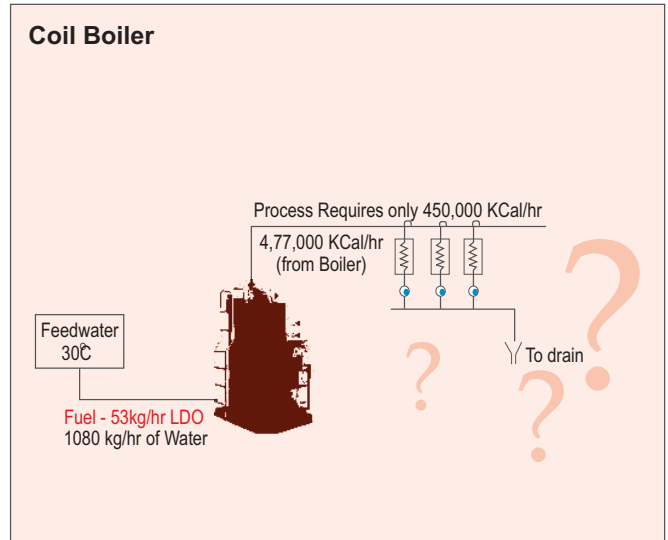 Coil Boiler
Process Requires only 450,000 KCal/hr
4,77,000 KCal/hr
(from Boiler)
Feedwater
30°C
To drain
Fuel - 53kg/hr LDO
1080 kg/hr of Water
?
?
?